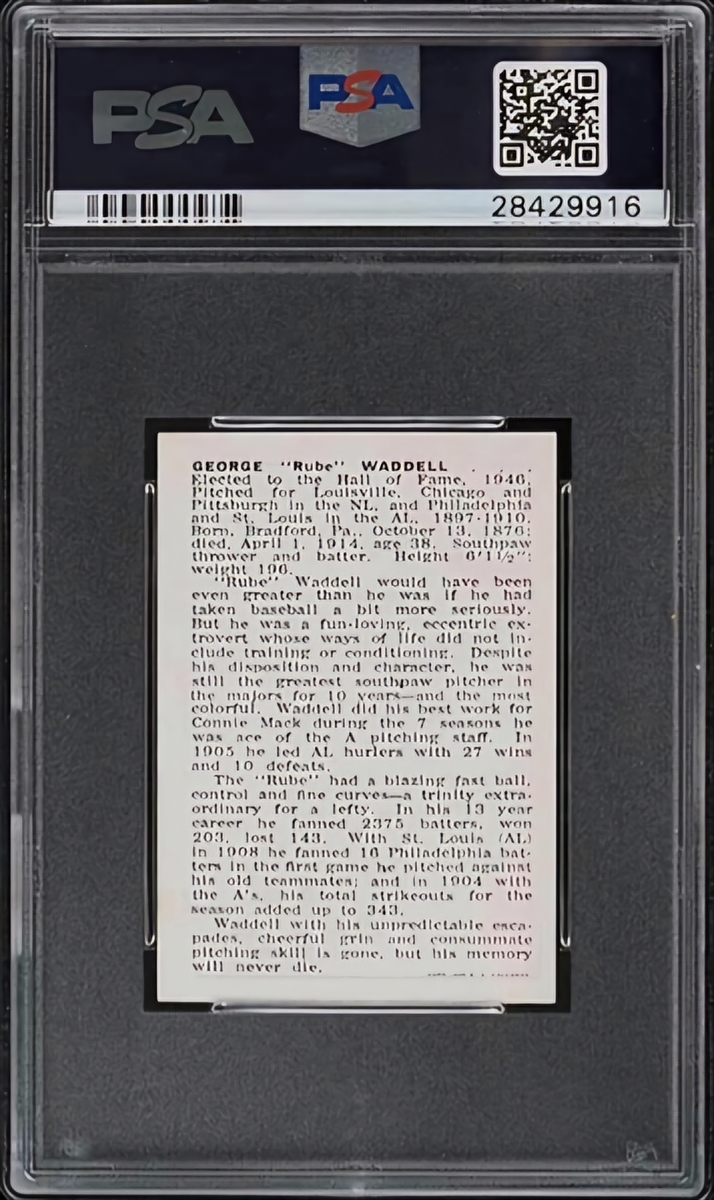 PSA
PSA
28429916
GEORGE "Rube" WADDELL . . .
Elected to the Hall of Fame, 1946.
Pitched for Louisville, Chicago and
Pittsburgh in the NL, and Philadelphia
and St. Louis in the AL, 1897-1910.
Born, Bradford, Pa., October 13, 1876;
died, April 1, 1914, age 38. Southpaw
thrower and batter. Height 6'1½";
weight 196.
"Rube" Waddell would have been
even greater than he was if he had
taken baseball a bit more seriously.
But he was a fun-loving, eccentric ex-
trovert whose ways of life did not in-
clude training or conditioning. Despite
his disposition and character, he was
still the greatest southpaw pitcher in
the majors for 10 years—and the most
colorful. Waddell did his best work for
Connie Mack during the 7 seasons he
was ace of the A pitching staff. In
1905 he led AL hurlers with 27 wins
and 10 defeats.
The "Rube" had a blazing fast ball,
control and fine curves—a trinity extra-
ordinary for a lefty. In his 13 year
career he fanned 2375 batters, won
203, lost 143. With St. Louis (AL)
in 1908 he fanned 16 Philadelphia bat-
ters in the first game he pitched against
his old teammates; and in 1904 with
the A's, his total strikeouts for the
season added up to 343.
Waddell with his unpredictable esca-
pades, cheerful grin and consummate
pitching skill is gone, but his memory
will never die.